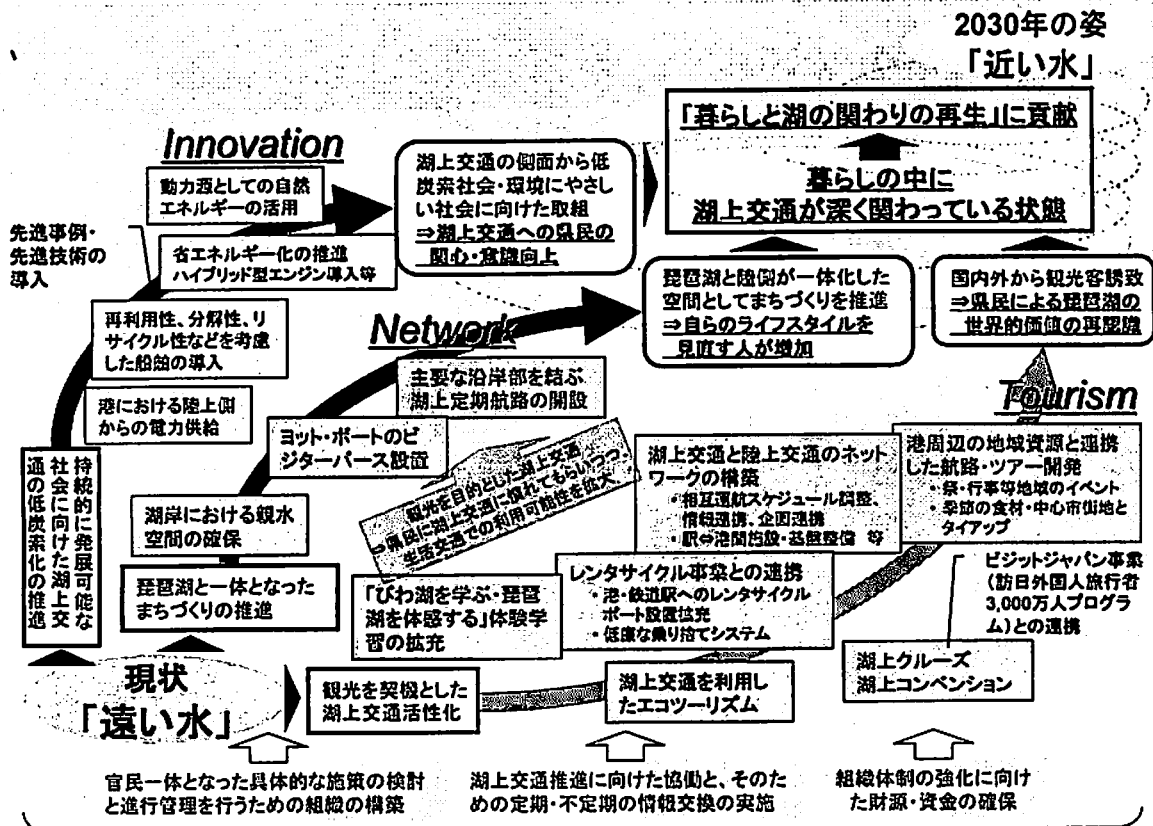 2030年の姿
「近い水」
「暮らしと湖の関わりの再生」に貢献
暮らしの中に
湖上交通が深く関わっている状態
Innovation
動力源としての自然
エネルギーの活用
先進事例・
先進技術の
導入
省エネルギー化の推進
ハイブリッド型エンジン導入等
再利用性、分解性、リ
サイクル性などを考慮
した船舶の導入
港における陸上側
からの電力供給
持続的に発展可能な
社会に向けた湖上交
通の低炭素化の推進
湖上交通の側面から低
炭素社会・環境にやさし
い社会に向けた取組
⇒湖上交通への県民の
関心・意識向上
Network
主要な沿岸部を結ぶ
湖上定期航路の開設
ヨット・ボートのビ
ジターバース設置
湖岸における親水
空間の確保
琵琶湖と一体となった
まちづくりの推進
琵琶湖と陸側が一体化した
空間としてまちづくりを推進
⇒自らのライフスタイルを
見直す人が増加
国内外から観光客誘致
⇒県民による琵琶湖の
世界的価値の再認識
Tourism
観光を目的とした湖上交通
⇒県民に湖上交通に慣れてもらいつつ、
生活交通での利用可能性を拡大
湖上交通と陸上交通のネット
ワークの構築
・相互運航スケジュール調整、
情報連携、企画連携
・駅⇔港間施設・基盤整備 等
港周辺の地域資源と連携
した航路・ツアー開発
・祭・行事等地域のイベント
・季節の食材・中心市街地と
タイアップ
「びわ湖を学ぶ・琵琶
湖を体感する」体験学
習の拡充
レンタサイクル事業との連携
・港・鉄道駅へのレンタサイクル
ポート設置拡充
・低廉な乗り捨てシステム
ビジットジャパン事業
(訪日外国人旅行者
3,000万人プログラ
ム)との連携
現状
「遠い水」
観光を契機とした
湖上交通活性化
湖上交通を利用し
たエコツーリズム
湖上クルーズ
湖上コンベンション
官民一体となった具体的な施策の検討
と進行管理を行うための組織の構築
湖上交通推進に向けた協働と、そのた
めの定期・不定期の情報交換の実施
組織体制の強化に向け
た財源・資金の確保